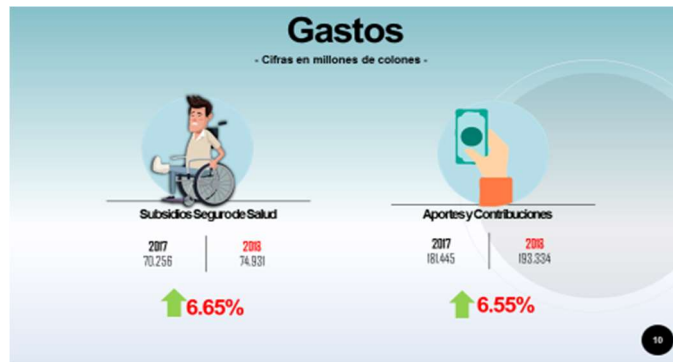 Gastos
- Cifras en millones de colones -
Subsidios Seguro de Salud
2017
2018
70.256
74.931
6.65%
Aportes y Contribuciones
2017
2018
181.445
193.334
6.55%
10